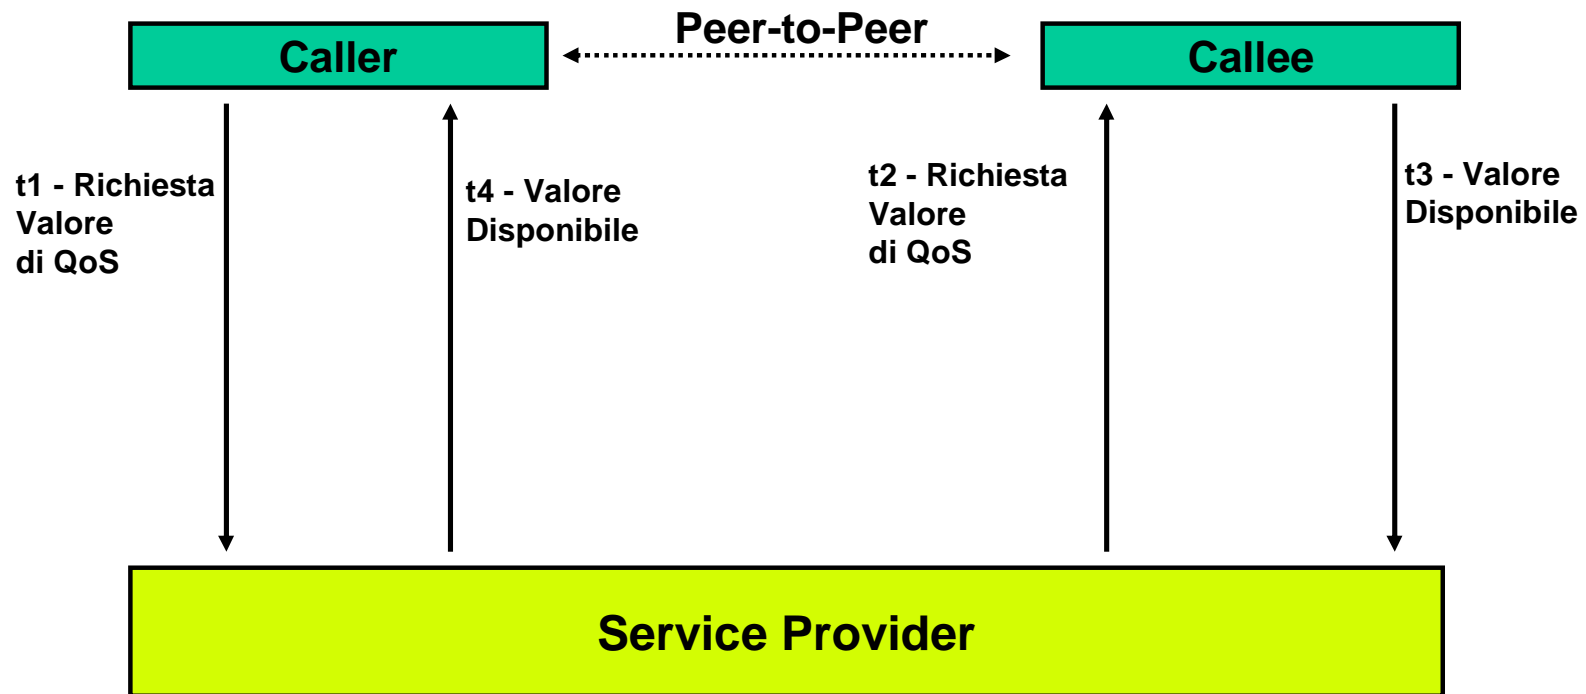 Peer-to-Peer
Caller
Callee
t1 - Richiesta
Valore
di QoS
t4 - Valore
Disponibile
t2 - Richiesta
Valore
di QoS
t3 - Valore
Disponibile
Service Provider